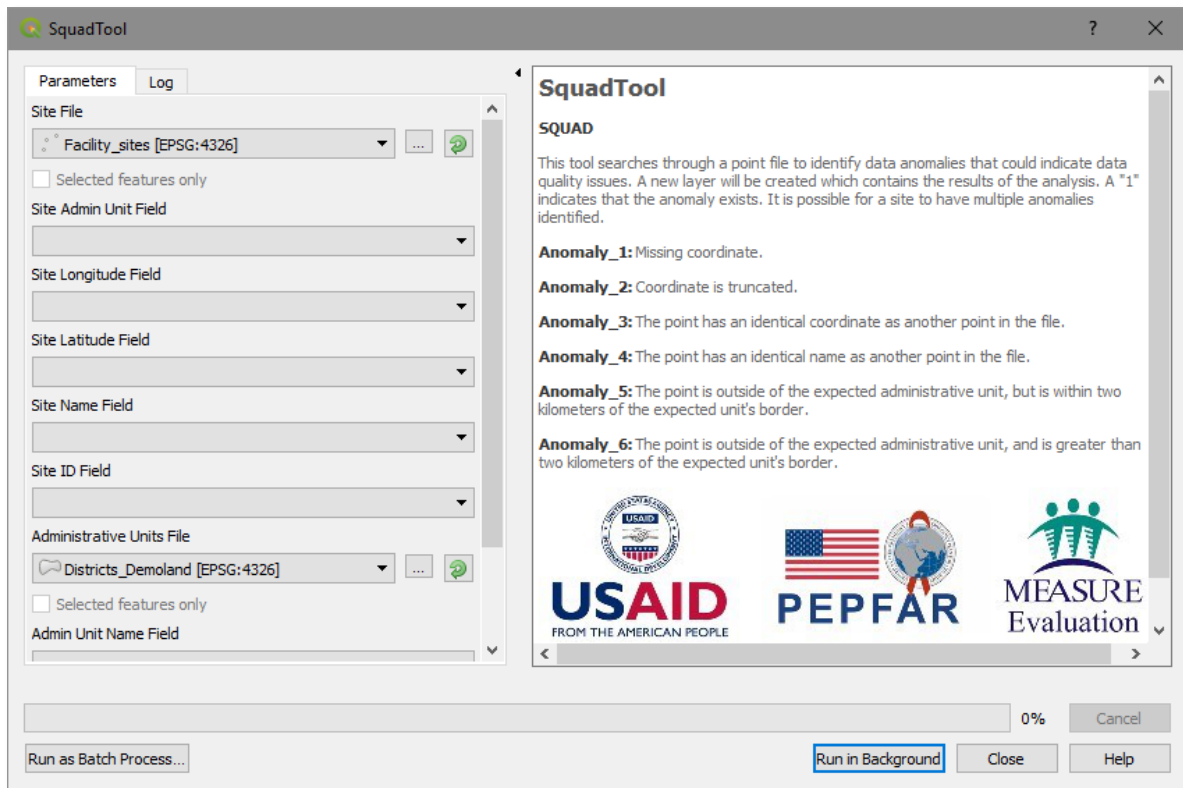 SquadTool
?
Parameters
Log
Site File
Facility_sites [EPSG:4326]
...
Selected features only
Site Admin Unit Field
Site Longitude Field
Site Latitude Field
Site Name Field
Site ID Field
Administrative Units File
Districts_Demoland [EPSG:4326]
...
Selected features only
Admin Unit Name Field
SquadTool
SQUAD
This tool searches through a point file to identify data anomalies that could indicate data
quality issues. A new layer will be created which contains the results of the analysis. A "1"
indicates that the anomaly exists. It is possible for a site to have multiple anomalies
identified.
Anomaly_1: Missing coordinate.
Anomaly_2: Coordinate is truncated.
Anomaly_3: The point has an identical coordinate as another point in the file.
Anomaly_4: The point has an identical name as another point in the file.
Anomaly_5: The point is outside of the expected administrative unit, but is within two
kilometers of the expected unit's border.
Anomaly_6: The point is outside of the expected administrative unit, and is greater than
two kilometers of the expected unit's border.
USAID
USAID
FROM THE AMERICAN PEOPLE
PEPFAR
MEASURE
Evaluation
0%
Cancel
Run as Batch Process...
Run in Background
Close
Help